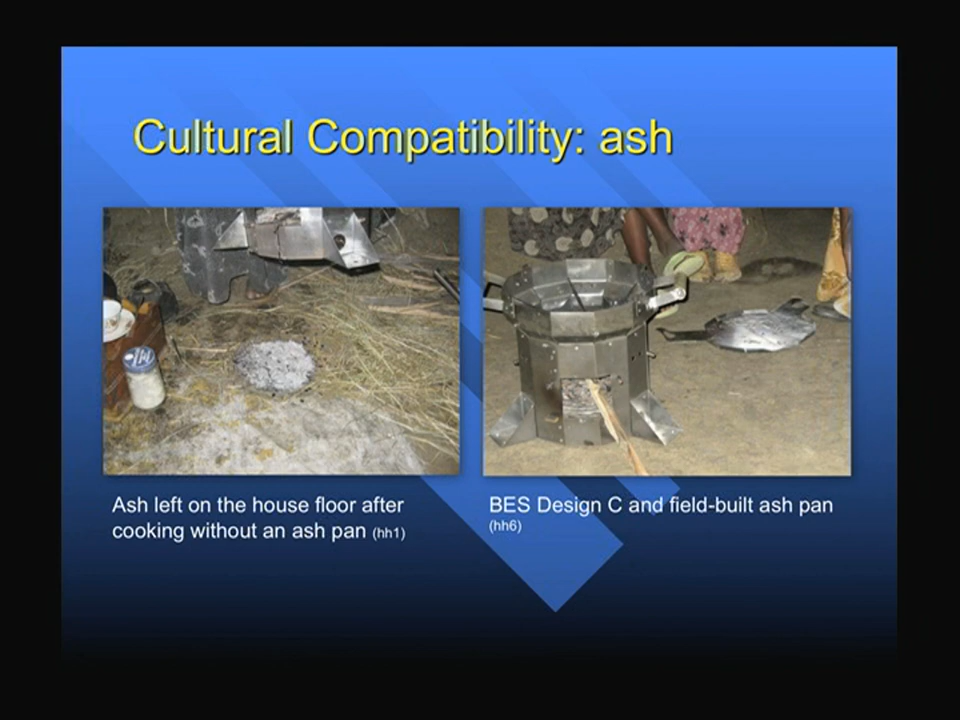 Cultural Compatibility: ash
Ash left on the house floor after
cooking without an ash pan (hh1)
BES Design C and field-built ash pan
(hh6)